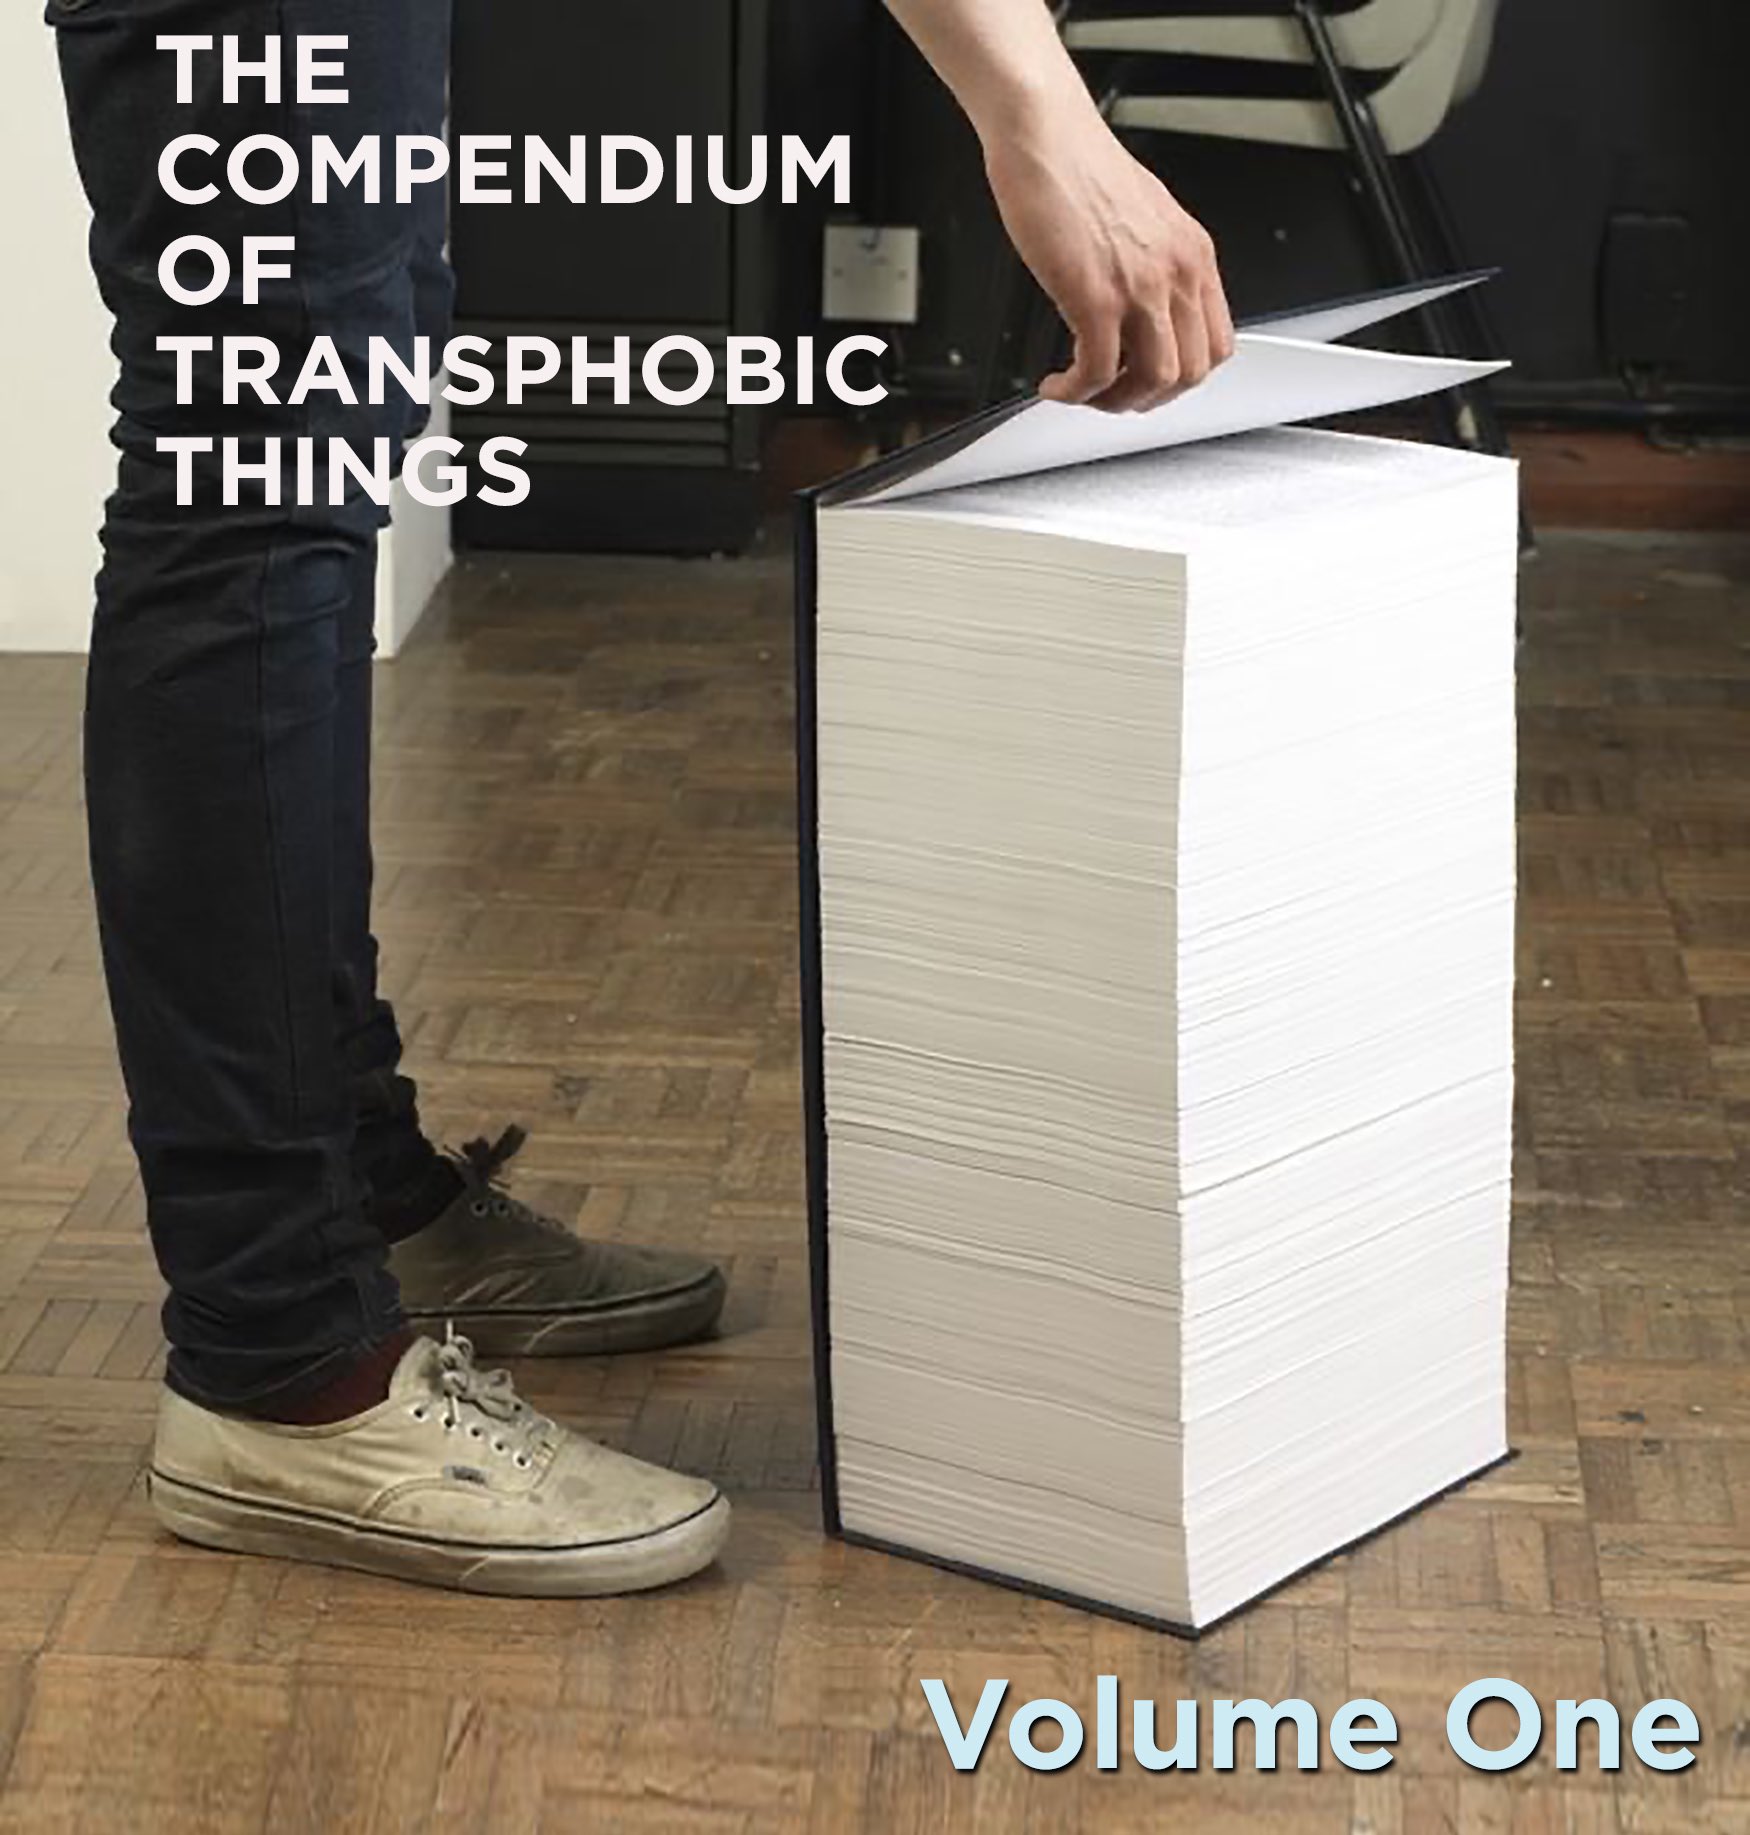 THE
COMPENDIUM
OF
TRANSPHOBIC
THINGS
Volume One